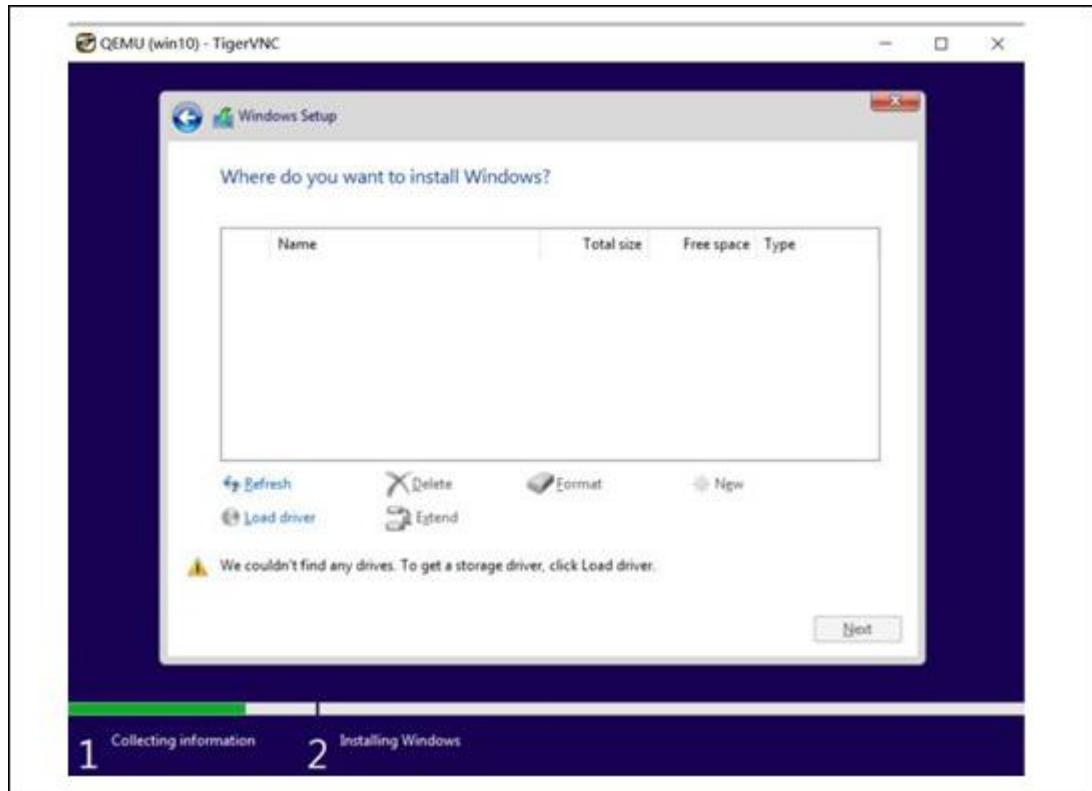 QEMU (win10) - TigerVNC
Windows Setup
Where do you want to install Windows?
Name Total size Free space Type
Refresh Delete Format New
Load driver Extend
We couldn't find any drives. To get a storage driver, click Load driver.
Next
1 Collecting information 2 Installing Windows